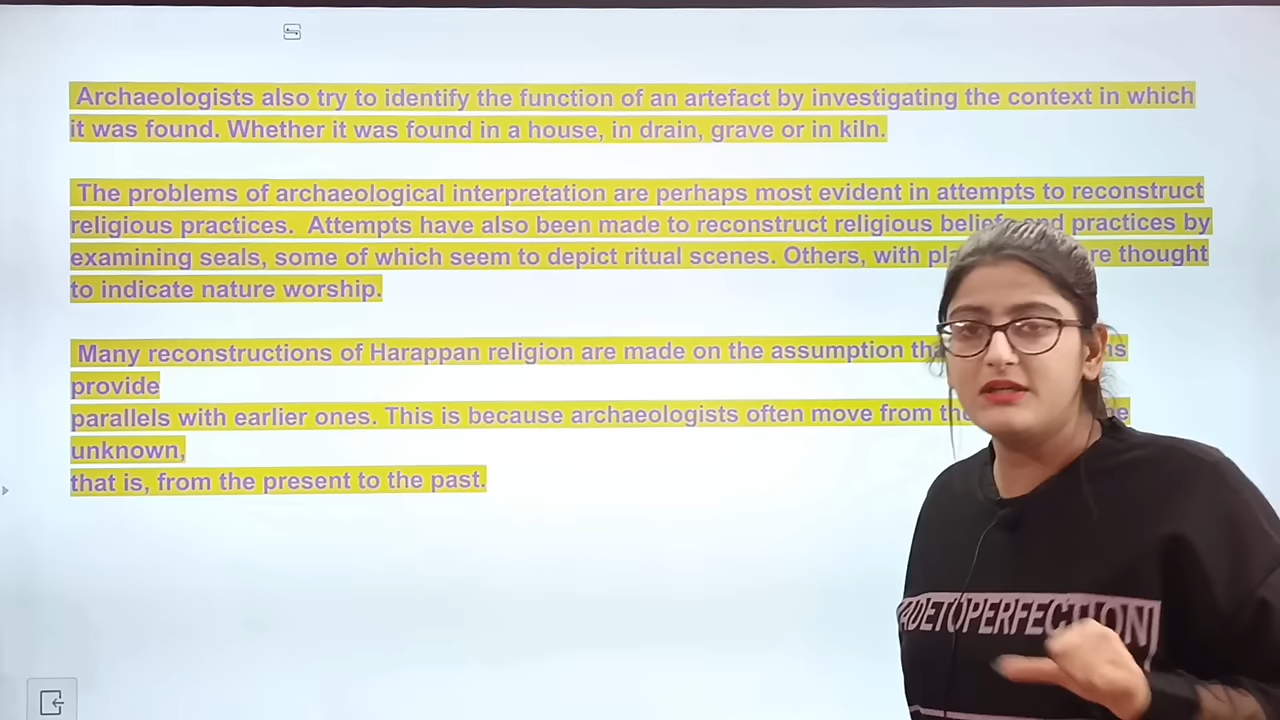 Archaeologists also try to identify the function of an artefact by investigating the context in which
it was found. Whether it was found in a house, in drain, grave or in kiln.
The problems of archaeological interpretation are perhaps most evident in attempts to reconstruct
religious practices. Attempts have also been made to reconstruct religious beliefs and practices by
examining seals, some of which seem to depict ritual scenes. Others, with thought
to indicate nature worship.
Many reconstructions of Harappan religion are made on the assumption
provide
parallels with earlier ones. This is because archaeologists often move from
unknown,
that is, from the present to the past.
ADETOPERFECTION